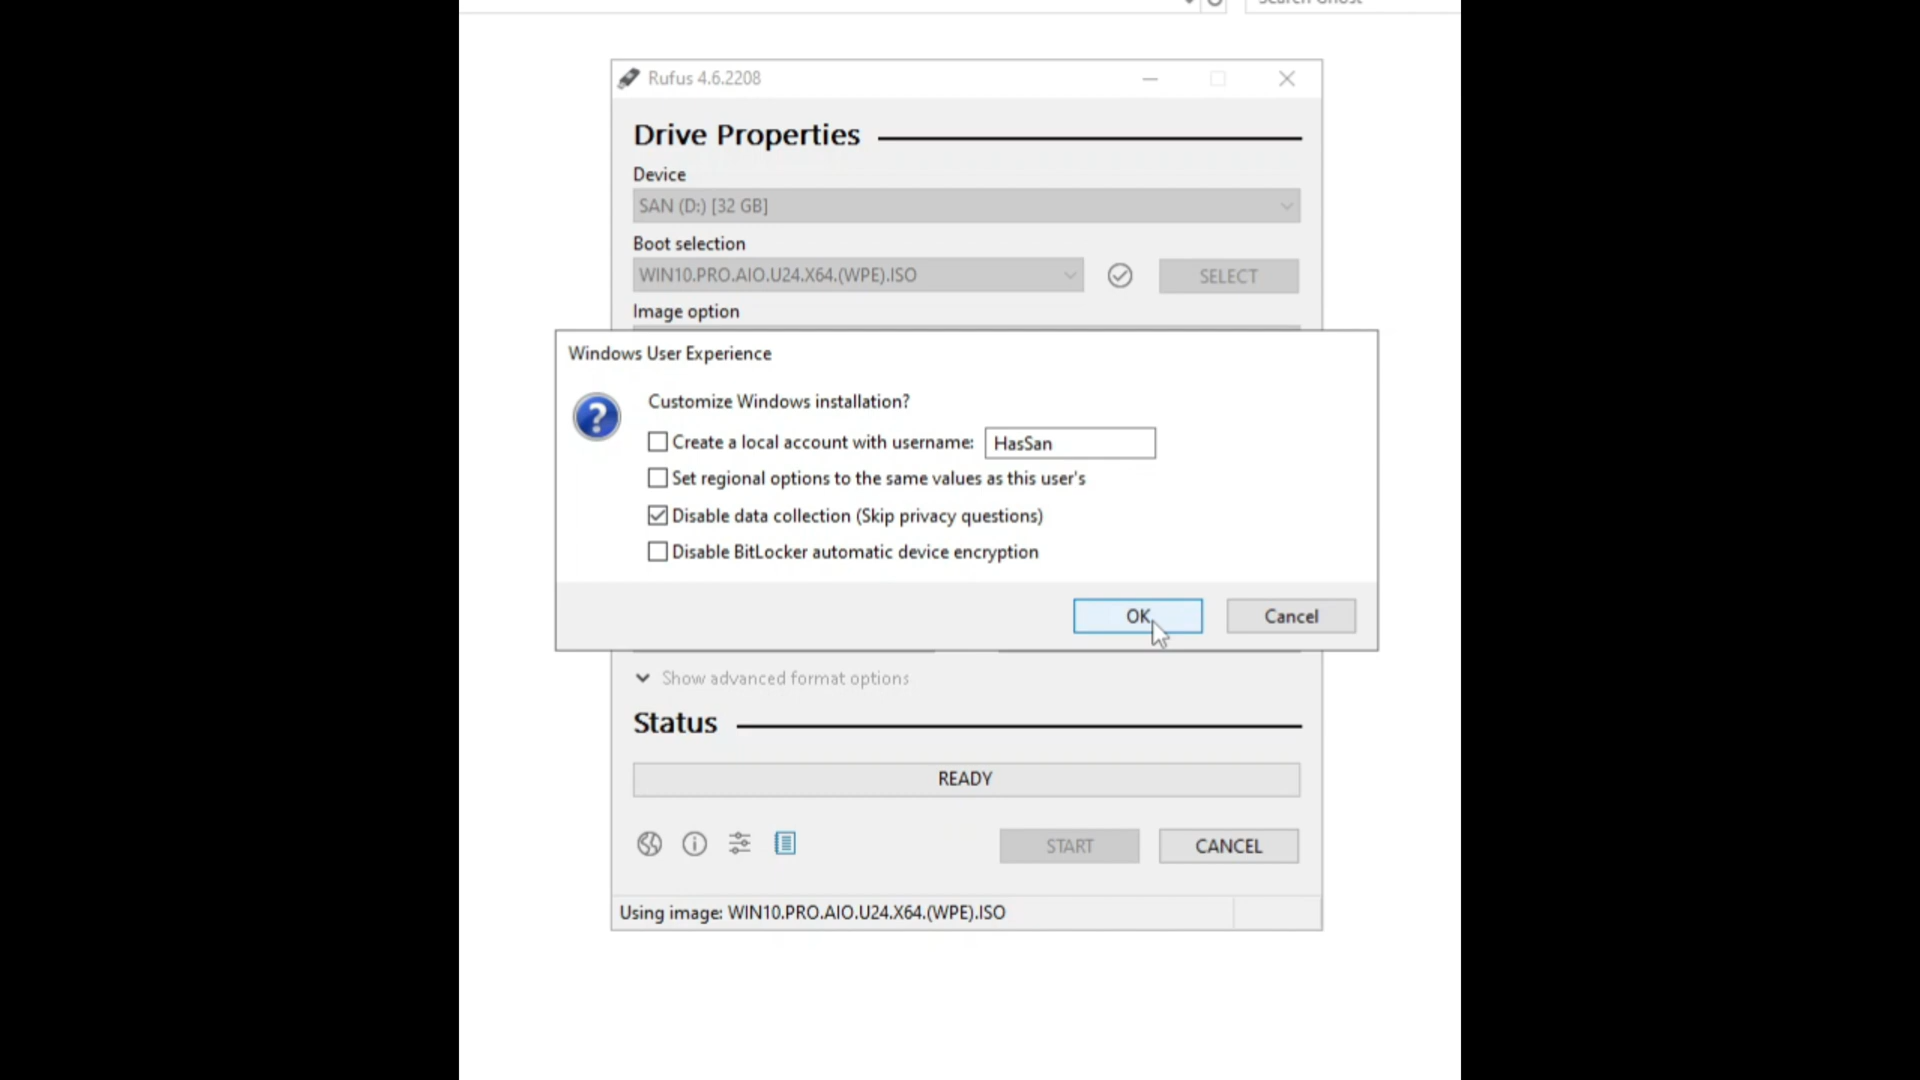 Rufus 4.6.2208
Drive Properties
Device
SAN (D:) [32 GB]
Boot selection
WIN10.PRO.AIO.U24.X64.(WPE).ISO
SELECT
Image option
Windows User Experience
Customize Windows installation?
Create a local account with username: HasSan
Set regional options to the same values as this user's
Disable data collection (Skip privacy questions)
Disable BitLocker automatic device encryption
OK Cancel
Show advanced format options
Status
READY
START CANCEL
Using image: WIN10.PRO.AIO.U24.X64.(WPE).ISO